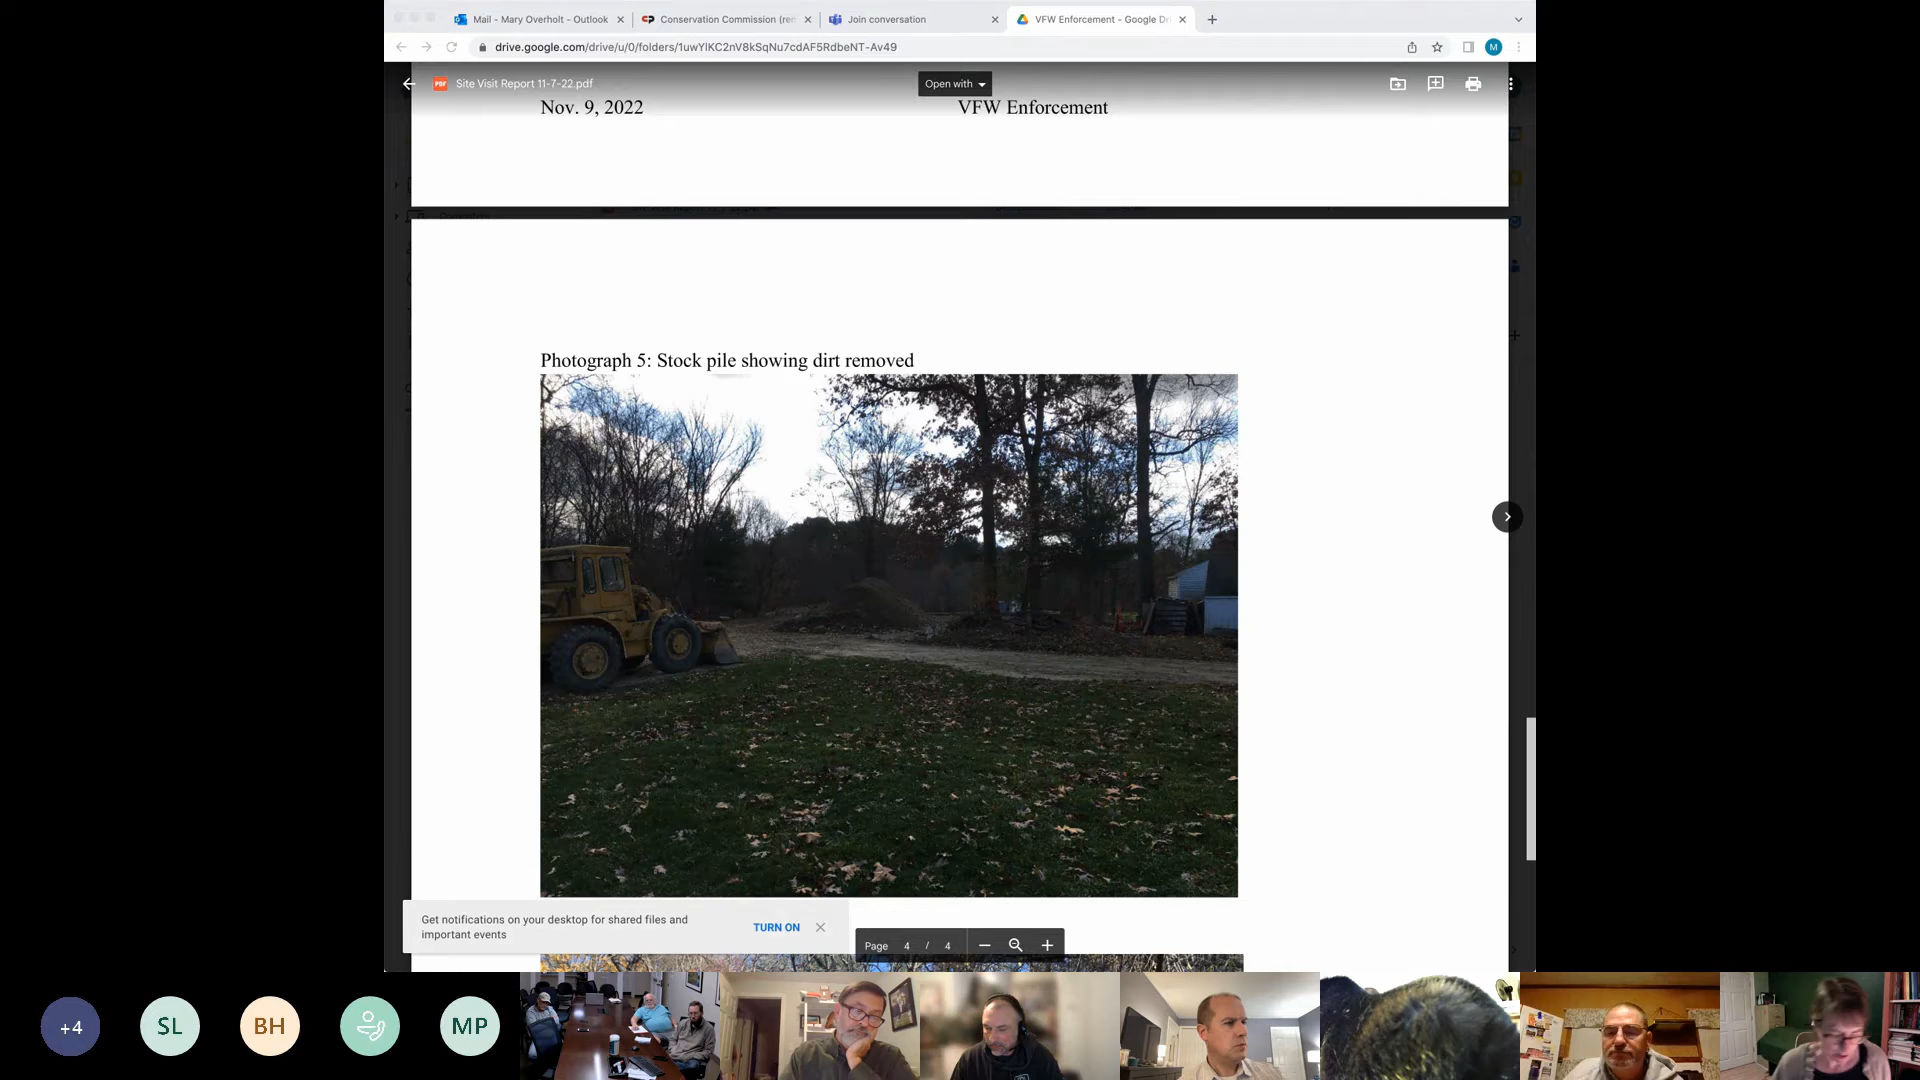 Mail - Mary Overholt - Outlook
Conservation Commission (re
Join conversation
VFW Enforcement - Google Dr
drive.google.com/drive/u/0/folders/1uwYlKC2nV8kSqNu7cdAF5RdbeNT-Av49
M
PDF
Site Visit Report 11-7-22.pdf
Open with
Nov. 9, 2022
VFW Enforcement
Photograph 5: Stock pile showing dirt removed
Get notifications on your desktop for shared files and
important events
TURN ON
Page 4 / 4
+4
SL
BH
MP